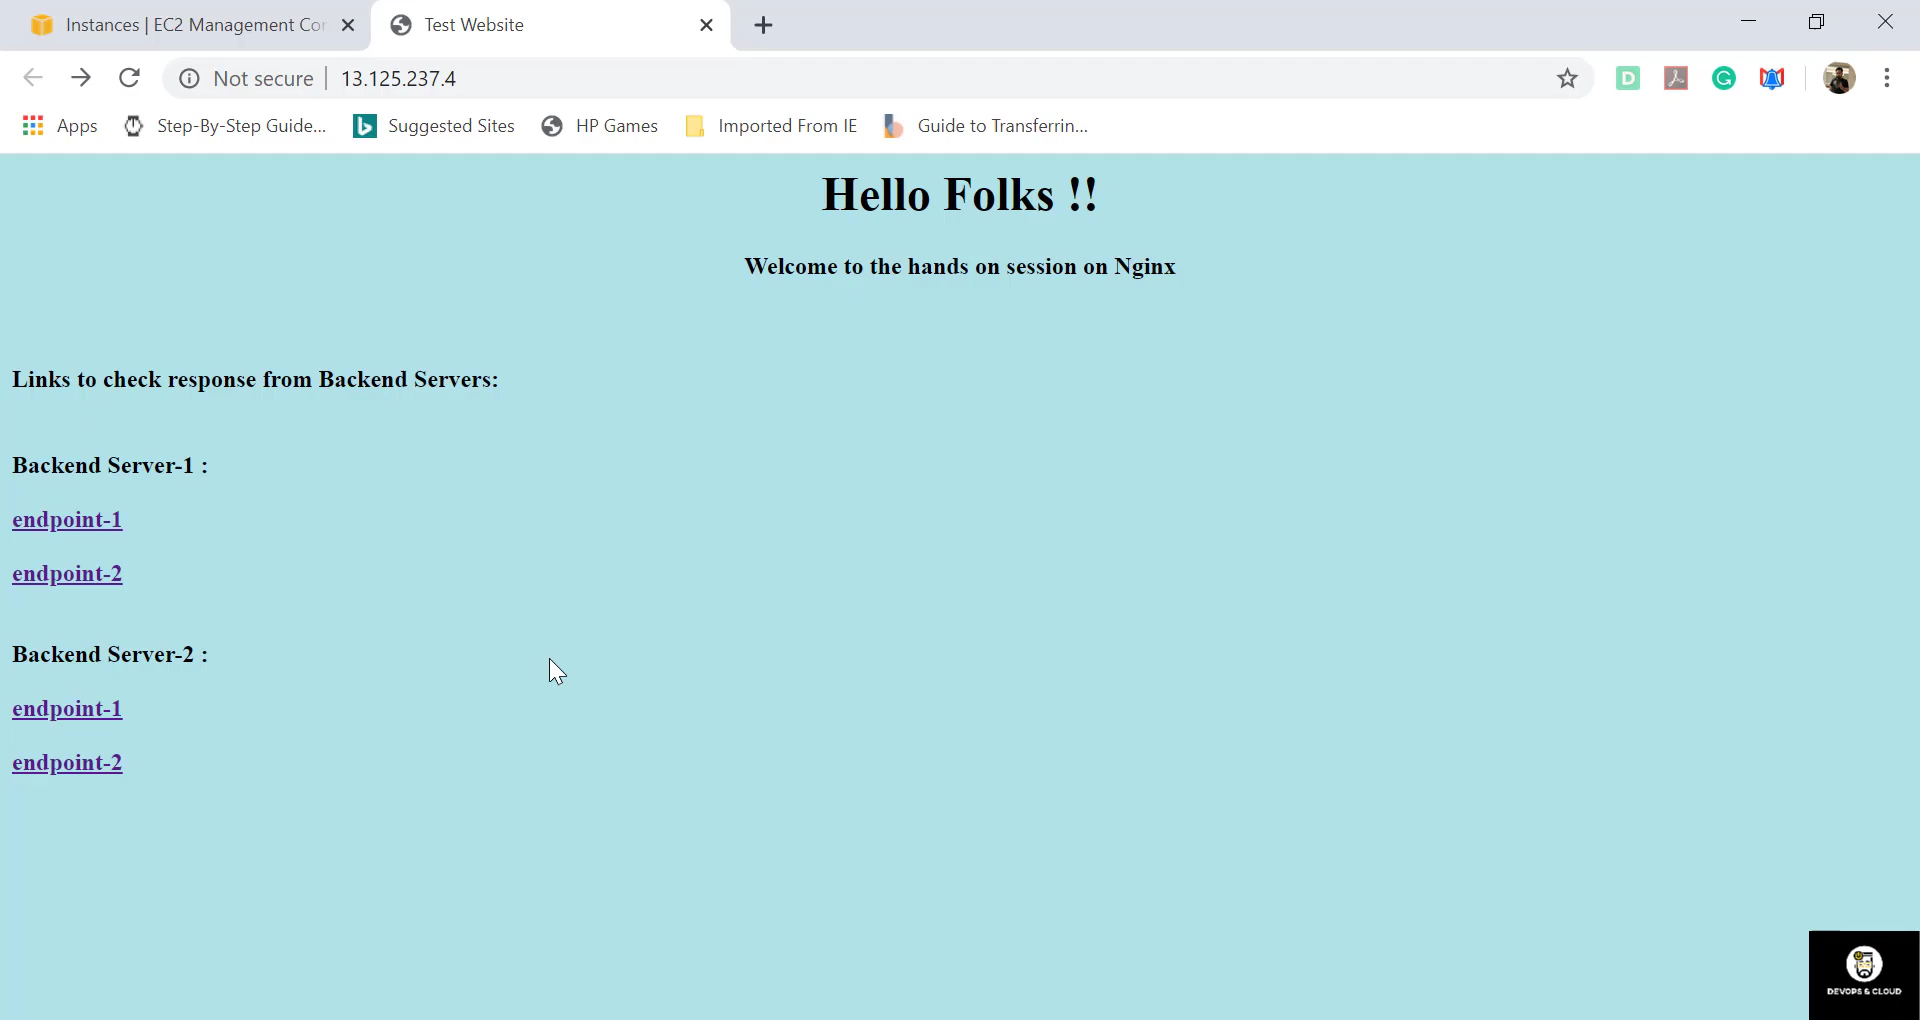 Instances | EC2 Management Con
Test Website
Not secure | 13.125.237.4
Apps
Step-By-Step Guide...
Suggested Sites
HP Games
Imported From IE
Guide to Transferrin...
Hello Folks !!
Welcome to the hands on session on Nginx
Links to check response from Backend Servers:
Backend Server-1 :
endpoint-1
endpoint-2
Backend Server-2 :
endpoint-1
endpoint-2
DEVOPS & CLOUD